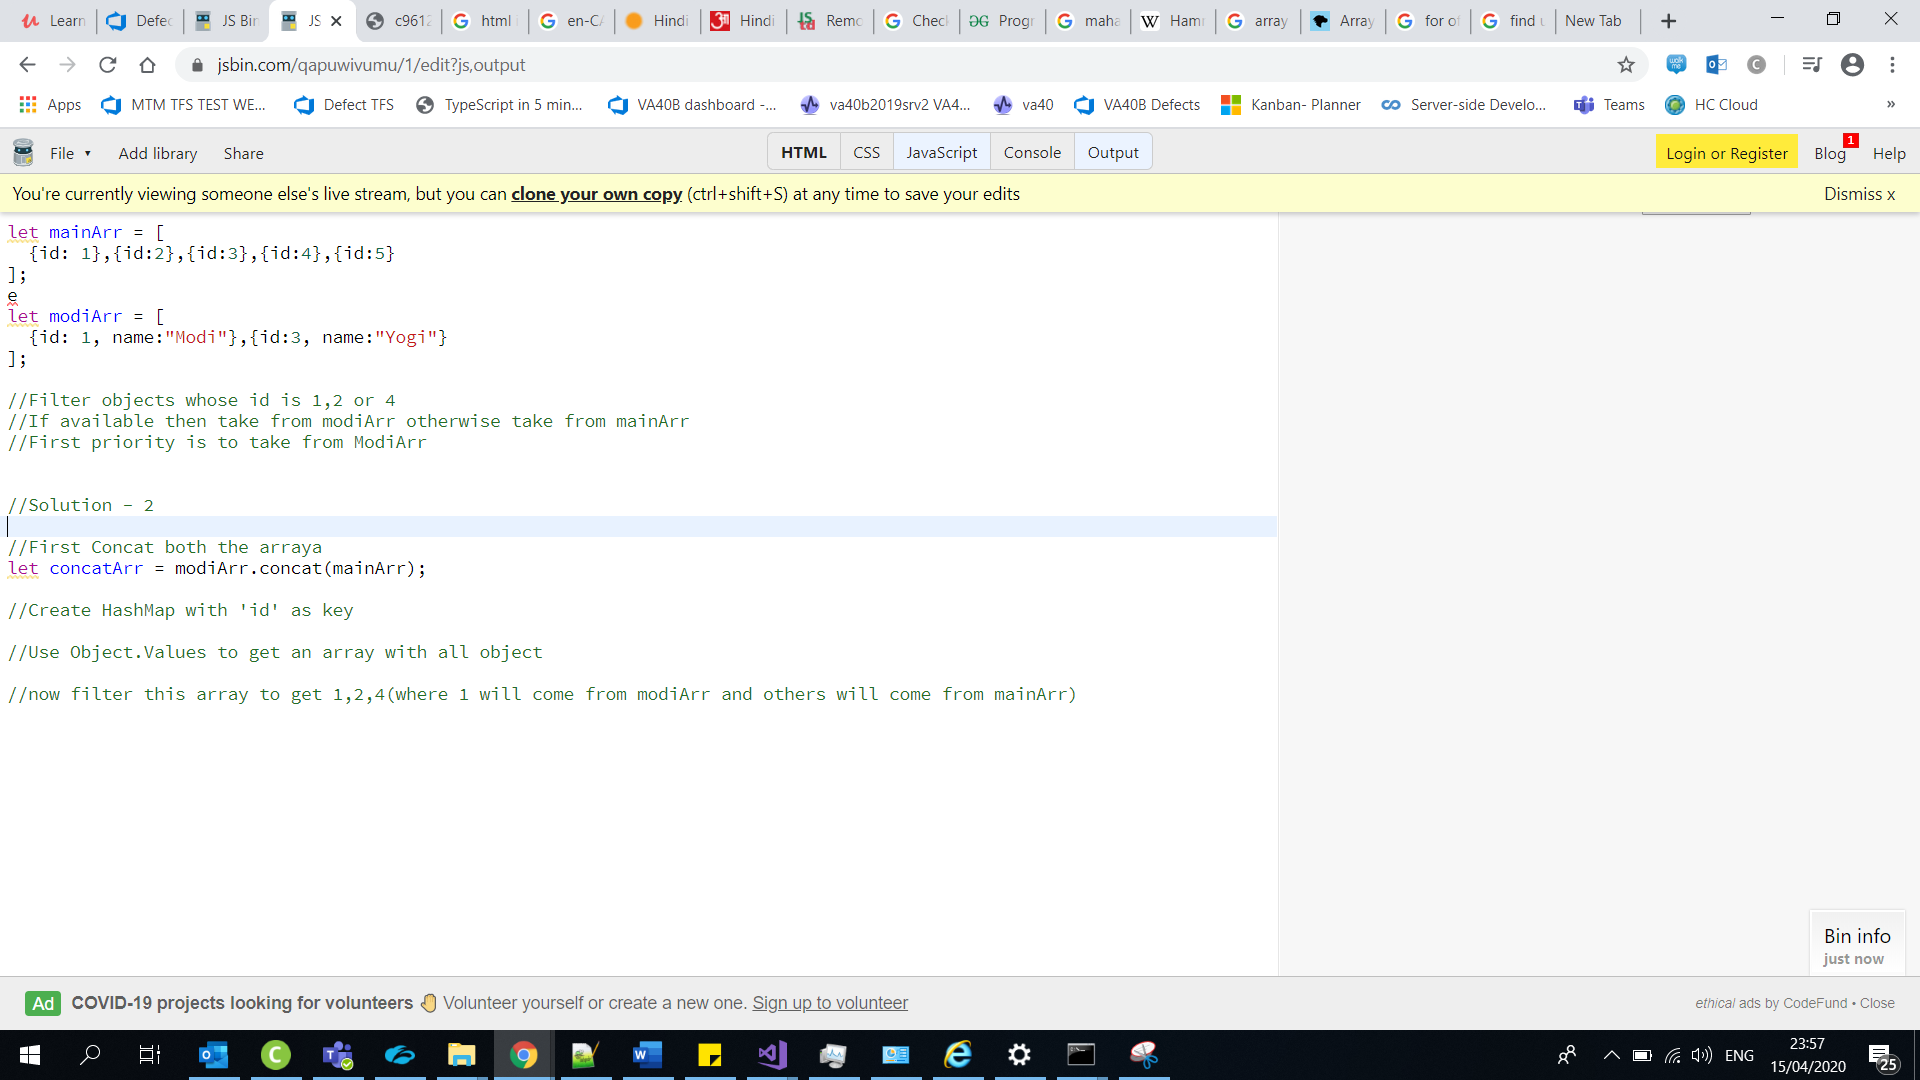 Learn
Defec
JS Bin
JS
c9612
html
en-CA
Hindi
Hindi
Remo
Check
Progr
maha
Ham
array
Array
for of
find u
New Tab
jsbin.com/qapuwivumu/1/edit?js,output
Apps
MTM TFS TEST WE...
Defect TFS
TypeScript in 5 min...
VA40B dashboard -...
va40b2019srv2 VA4...
va40
VA40B Defects
Kanban- Planner
Server-side Develo...
Teams
HC Cloud
»
File
Add library
Share
HTML
CSS
JavaScript
Console
Output
Login or Register
Blog
1
Help
You're currently viewing someone else's live stream, but you can clone your own copy (ctrl+shift+S) at any time to save your edits
Dismiss x
let mainArr = [
  {id: 1},{id:2},{id:3},{id:4},{id:5}
];
e
let modiArr = [
  {id: 1, name:"Modi"},{id:3, name:"Yogi"}
];
//Filter objects whose id is 1,2 or 4
//If available then take from modiArr otherwise take from mainArr
//First priority is to take from ModiArr
//Solution - 2
//First Concat both the arraya
let concatArr = modiArr.concat(mainArr);
//Create HashMap with 'id' as key
//Use Object.Values to get an array with all object
//now filter this array to get 1,2,4(where 1 will come from modiArr and others will come from mainArr)
Bin info
just now
Ad
COVID-19 projects looking for volunteers 🤚 Volunteer yourself or create a new one. Sign up to volunteer
ethical ads by CodeFund • Close
ENG
23:57
15/04/2020
25